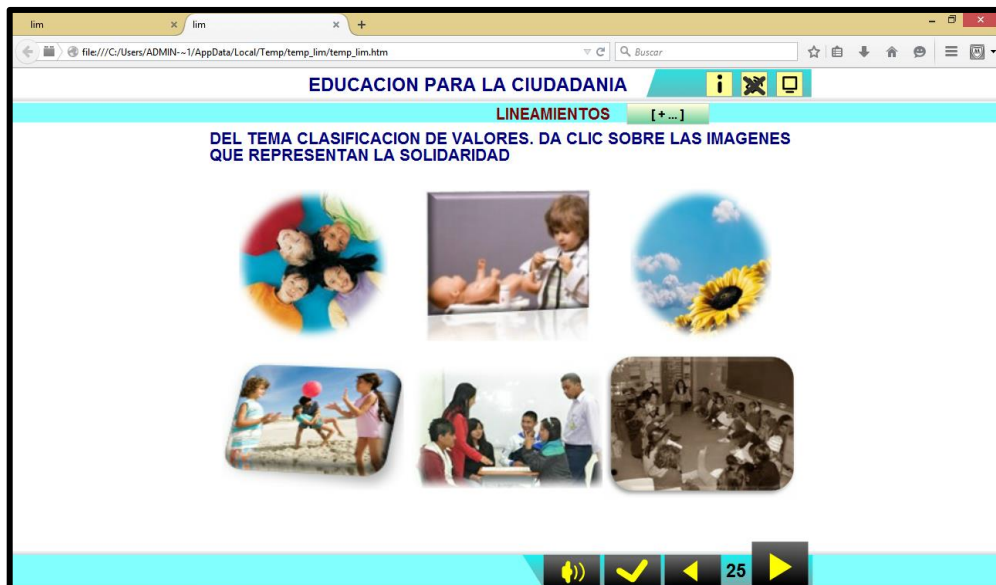 lim
lim
file:///C:/Users/ADMIN-~1/AppData/Local/Temp/temp_lim/temp_lim.htm
Buscar
EDUCACION PARA LA CIUDADANIA
LINEAMIENTOS [ + ... ]
DEL TEMA CLASIFICACION DE VALORES. DA CLIC SOBRE LAS IMAGENES
QUE REPRESENTAN LA SOLIDARIDAD
25